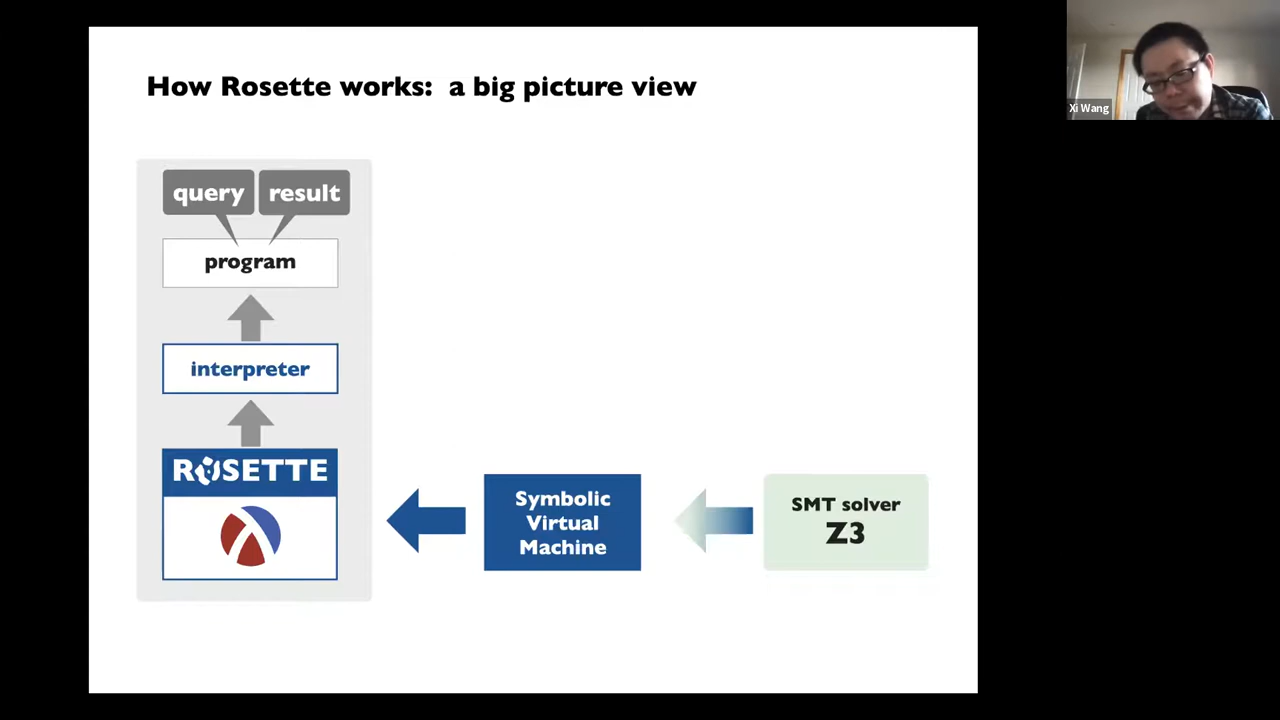 How Rosette works: a big picture view
query
result
program
interpreter
ROSETTE
Symbolic
Virtual
Machine
SMT solver
Z3
Xi Wang